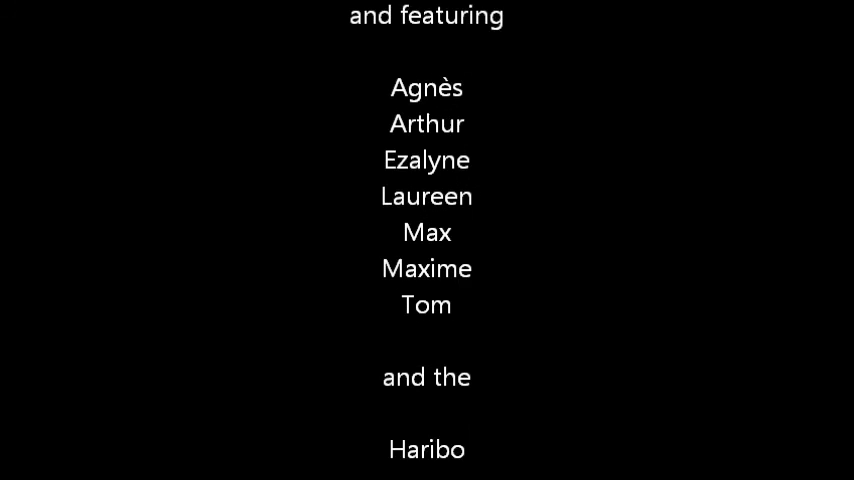 and featuring
Agnès
Arthur
Ezalyne
Laureen
Max
Maxime
Tom
and the
Haribo